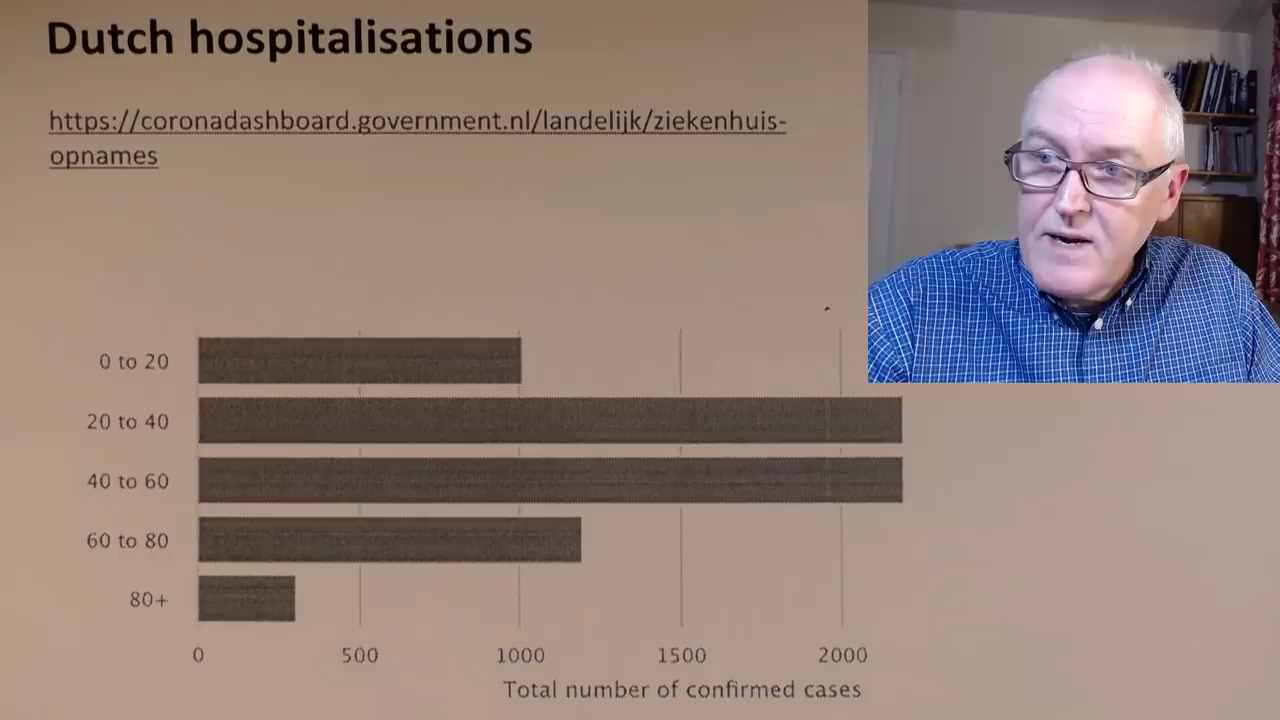 Dutch hospitalisations
https://coronadashboard.government.nl/landelijk/ziekenhuis-
opnames
0 to 20
20 to 40
40 to 60
60 to 80
80+
0 500 1000 1500 2000
Total number of confirmed cases